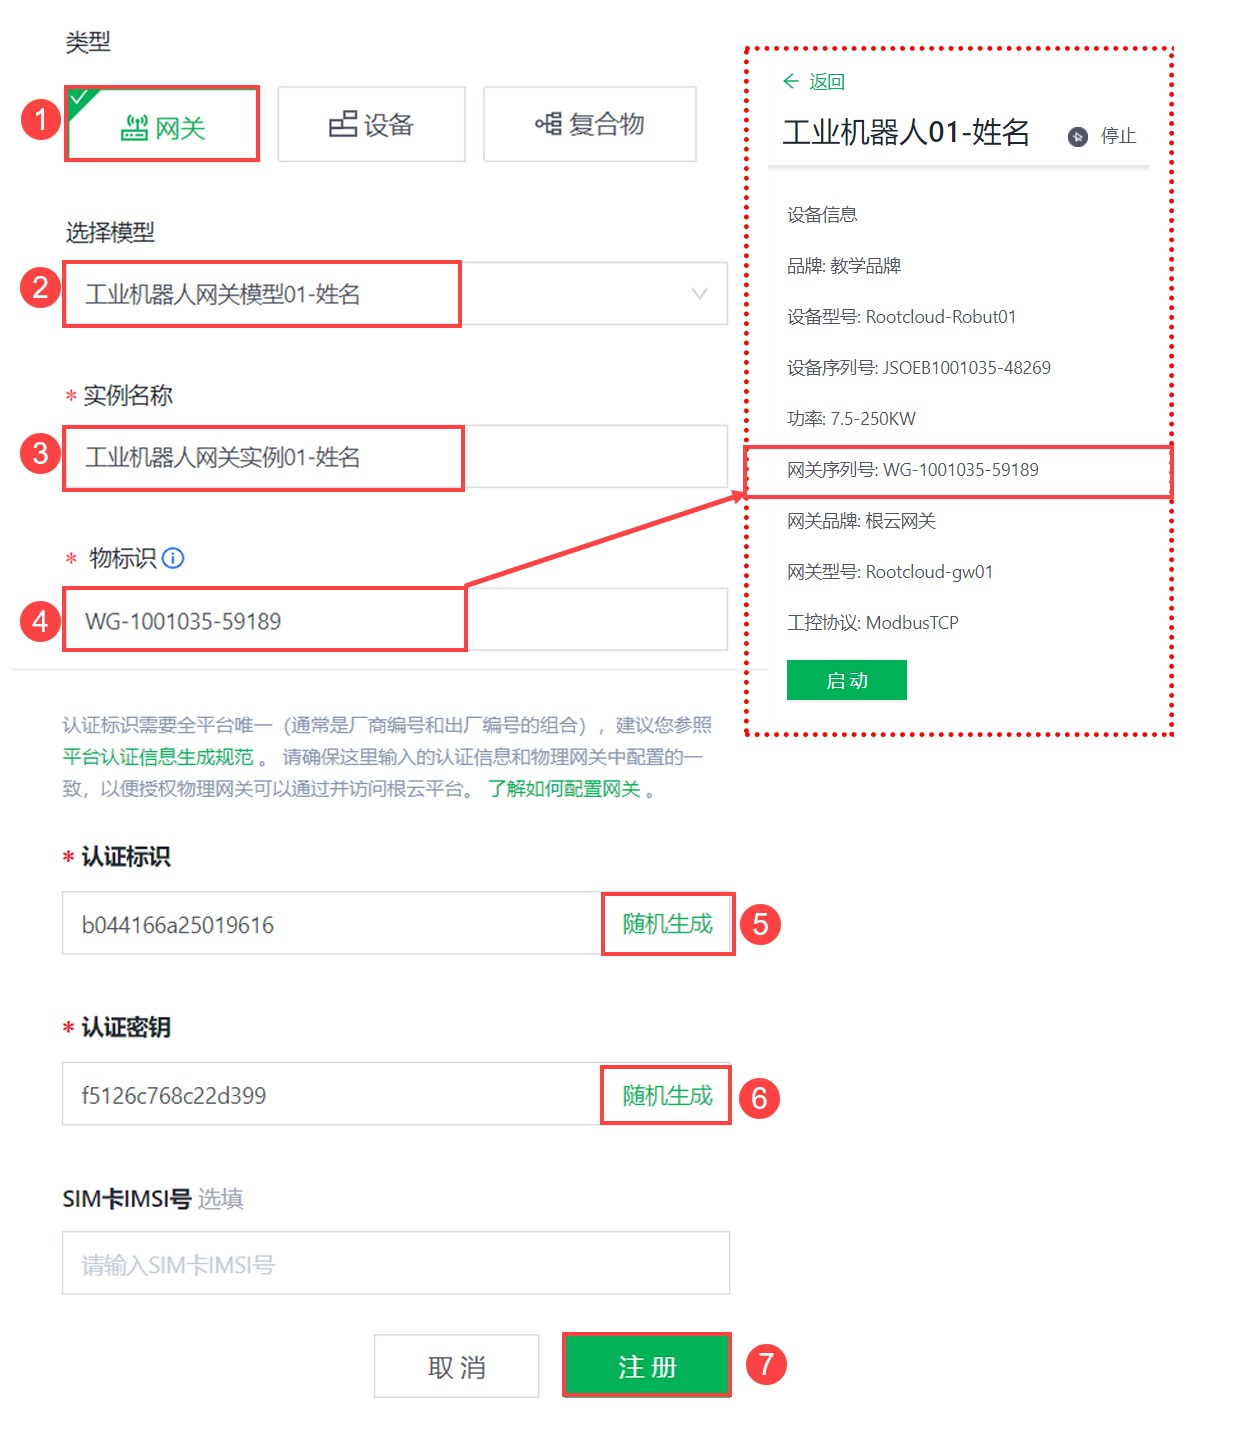 类型
1
网关
设备
复合物
选择模型
2
工业机器人网关模型01-姓名
* 实例名称
3
工业机器人网关实例01-姓名
* 物标识
4
WG-1001035-59189
认证标识需要全平台唯一（通常是厂商编号和出厂编号的组合），建议您参照
平台认证信息生成规范 。 请确保这里输入的认证信息和物理网关中配置的一
致，以便授权物理网关可以通过并访问根云平台。 了解如何配置网关 。
* 认证标识
b044166a25019616
随机生成
5
* 认证密钥
f5126c768c22d399
随机生成
6
SIM卡IMSI号 选填
请输入SIM卡IMSI号
取 消
注 册
7
← 返回
工业机器人01-姓名
停止
设备信息
品牌: 教学品牌
设备型号: Rootcloud-Robut01
设备序列号: JSOEB1001035-48269
功率: 7.5-250KW
网关序列号: WG-1001035-59189
网关品牌: 根云网关
网关型号: Rootcloud-gw01
工控协议: ModbusTCP
启 动